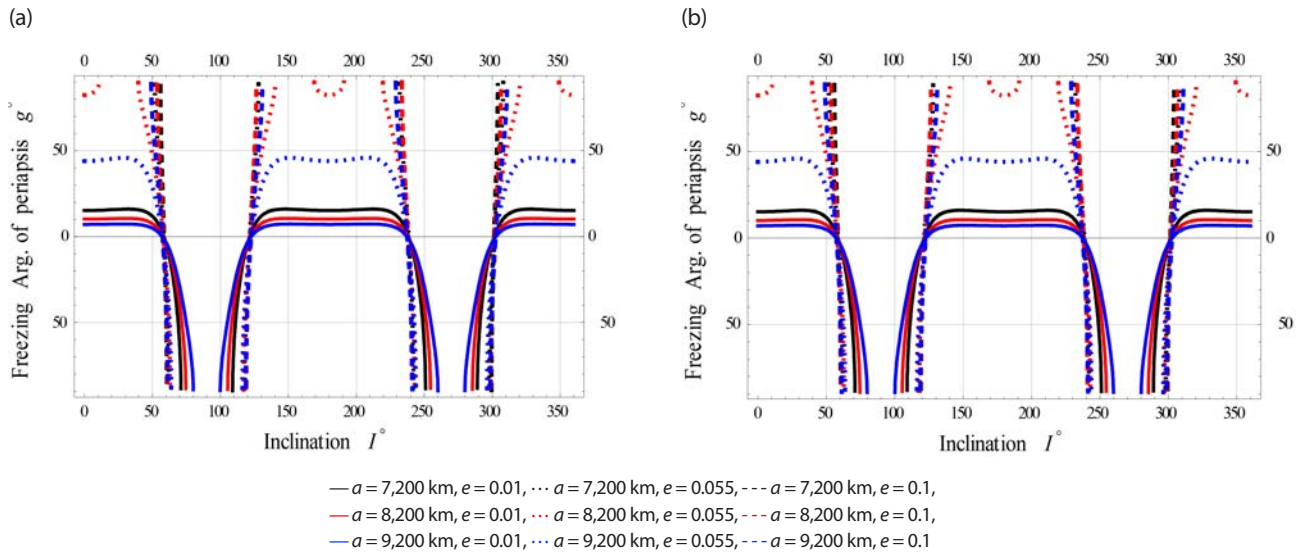 (a)
(b)
0 50 100 150 200 250 300 350
0 50 100 150 200 250 300 350
Freezing Arg. of periapsis g°
50
0
50
50
0
50
Freezing Arg. of periapsis g°
50
0
50
50
0
50
0 50 100 150 200 250 300 350
0 50 100 150 200 250 300 350
Inclination I°
Inclination I°
a = 7,200 km, e = 0.01, a = 7,200 km, e = 0.055, a = 7,200 km, e = 0.1,
a = 8,200 km, e = 0.01, a = 8,200 km, e = 0.055, a = 8,200 km, e = 0.1,
a = 9,200 km, e = 0.01, a = 9,200 km, e = 0.055, a = 9,200 km, e = 0.1